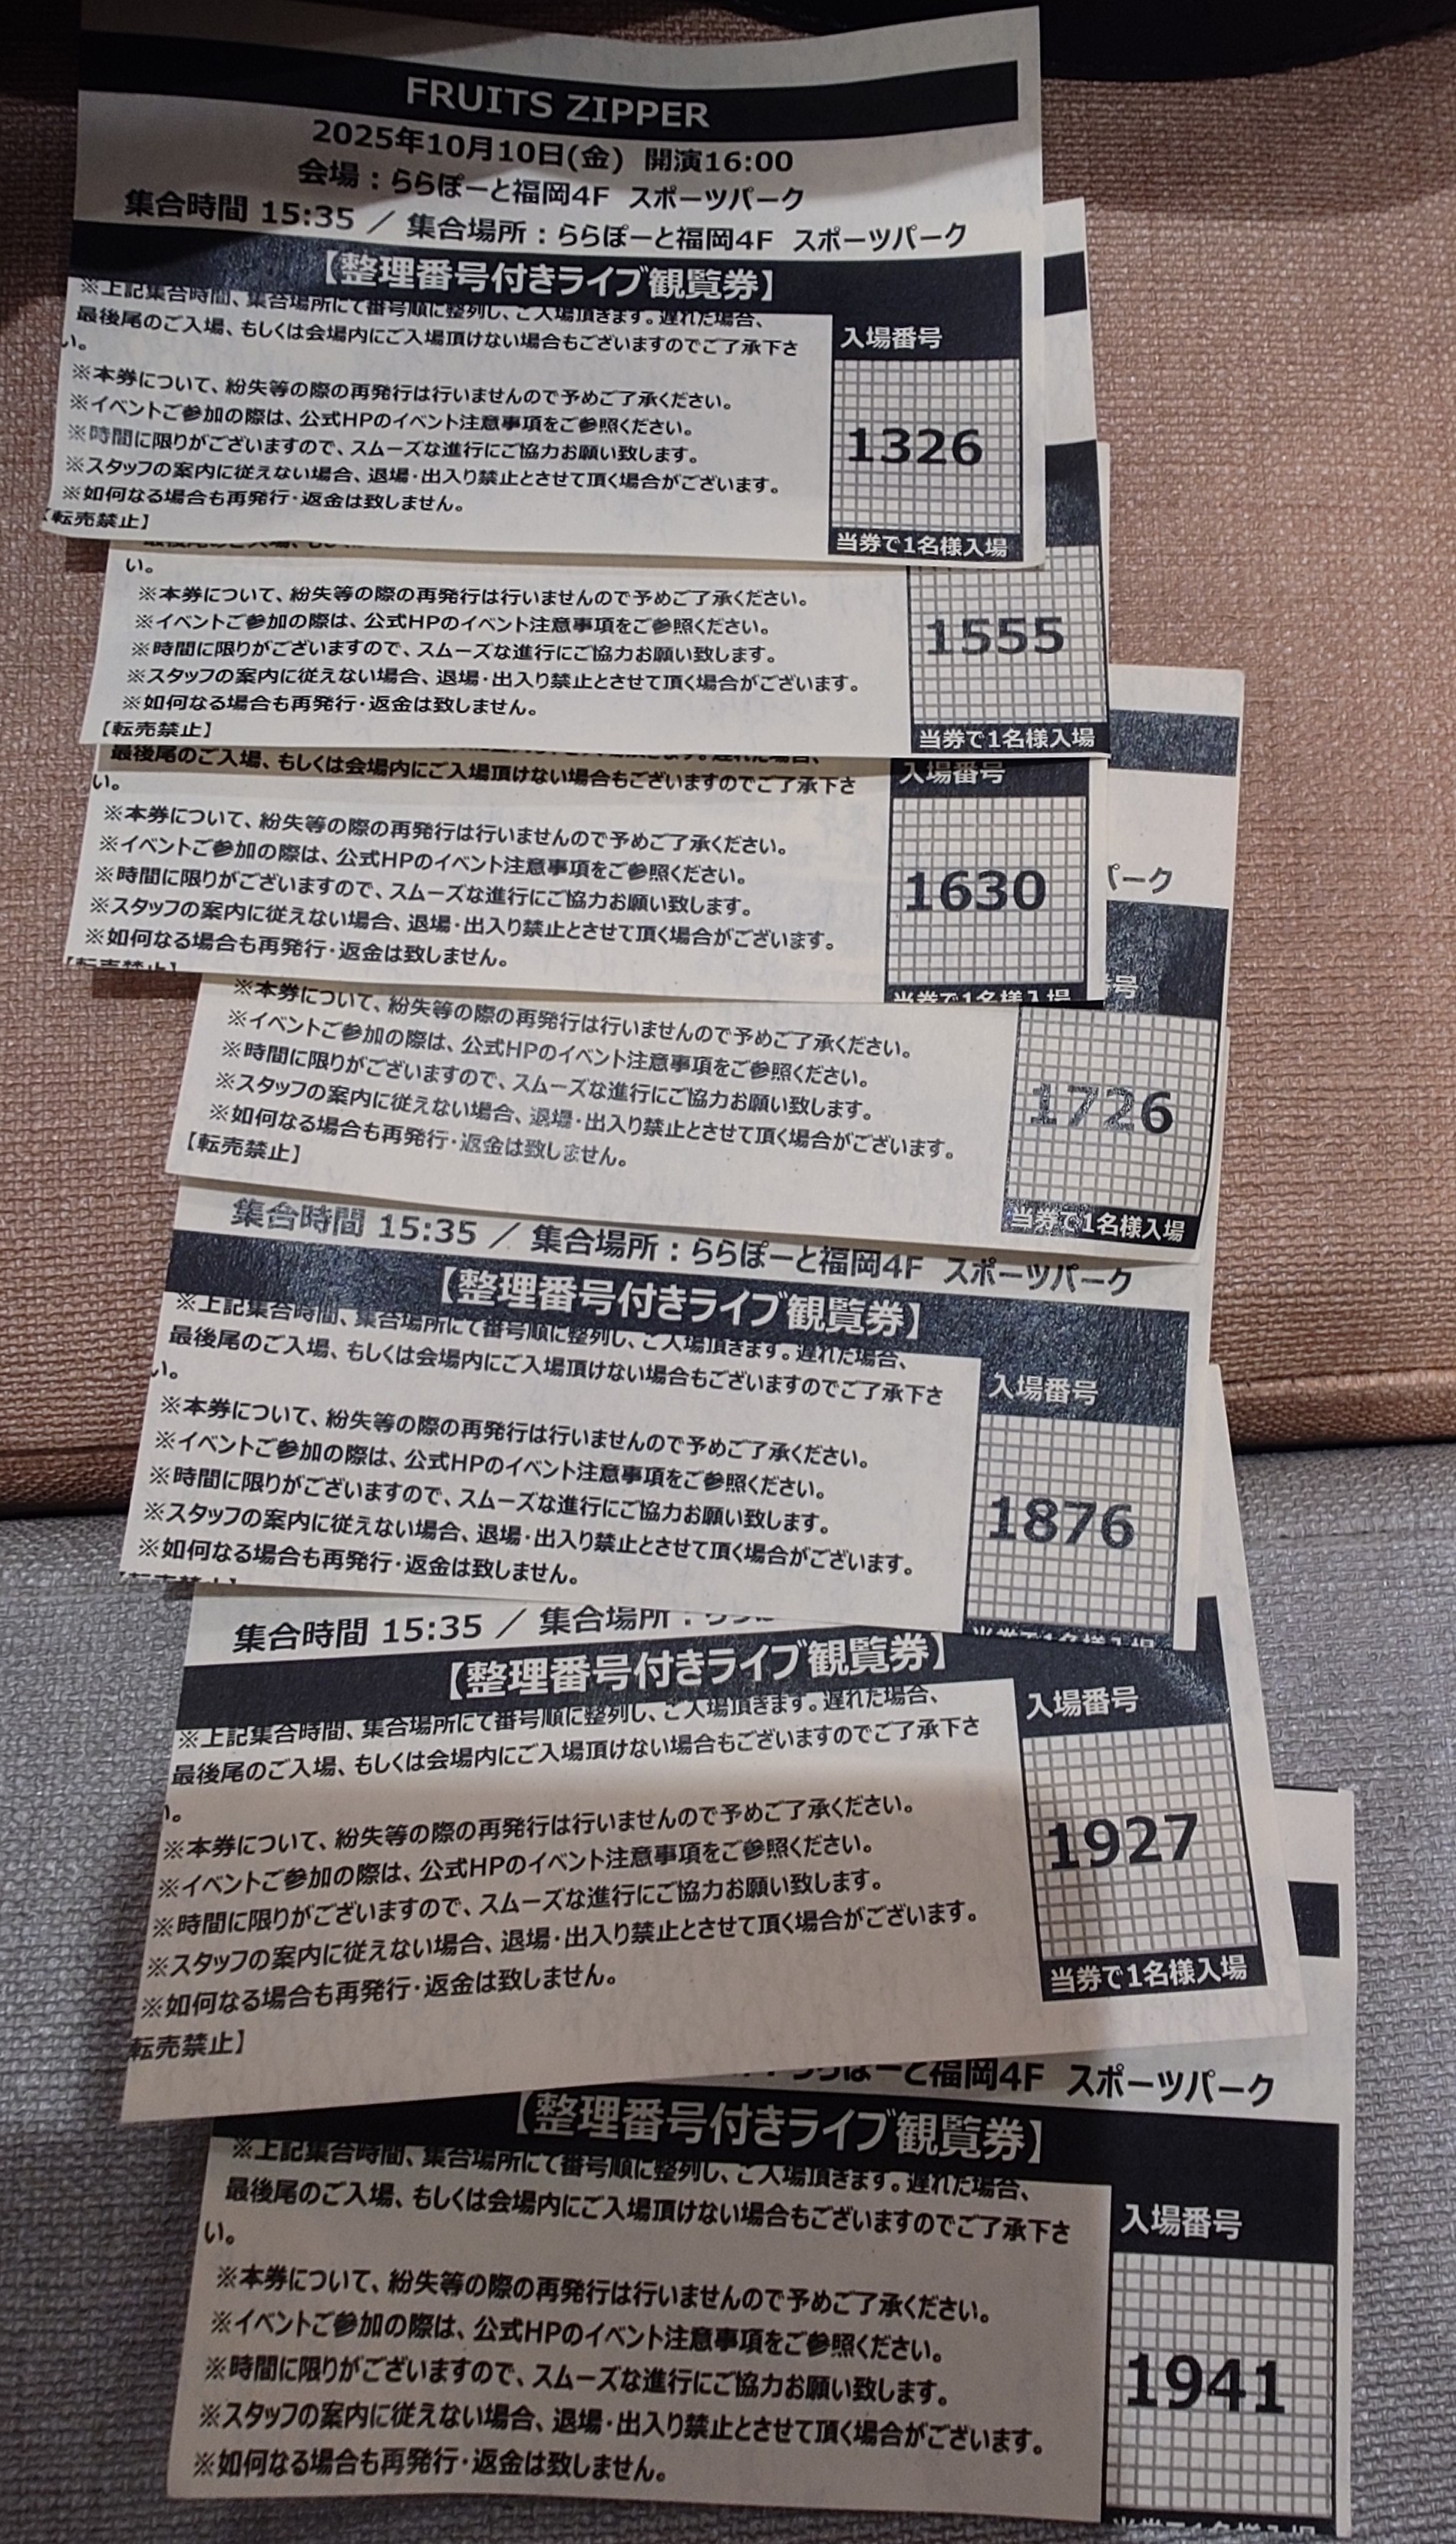 FRUITS ZIPPER
2025年10月10日(金) 開演16:00
会場：ららぽーと福岡4F スポーツパーク
集合時間 15:35 ／ 集合場所：ららぽーと福岡4F スポーツパーク
【整理番号付きライブ観覧券】
※上記集合時間、集合場所にて番号順に整列し、ご入場頂きます。遅れた場合、
最後尾のご入場、もしくは会場内にご入場頂けない場合もございますのでご了承下さ
い。
※本券について、紛失等の際の再発行は行いませんので予めご了承ください。
※イベントご参加の際は、公式HPのイベント注意事項をご参照ください。
※時間に限りがございますので、スムーズな進行にご協力お願い致します。
※スタッフの案内に従えない場合、退場・出入り禁止とさせて頂く場合がございます。
※如何なる場合も再発行・返金は致しません。
【転売禁止】
入場番号
1326
当券で1名様入場
い。
※本券について、紛失等の際の再発行は行いませんので予めご了承ください。
※イベントご参加の際は、公式HPのイベント注意事項をご参照ください。
※時間に限りがございますので、スムーズな進行にご協力お願い致します。
※スタッフの案内に従えない場合、退場・出入り禁止とさせて頂く場合がございます。
※如何なる場合も再発行・返金は致しません。
【転売禁止】
1555
当券で1名様入場
最後尾のご入場、もしくは会場内にご入場頂けない場合もございますのでご了承下さ
い。
※本券について、紛失等の際の再発行は行いませんので予めご了承ください。
※イベントご参加の際は、公式HPのイベント注意事項をご参照ください。
※時間に限りがございますので、スムーズな進行にご協力お願い致します。
※スタッフの案内に従えない場合、退場・出入り禁止とさせて頂く場合がございます。
※如何なる場合も再発行・返金は致しません。
【転売禁止】
入場番号
1630
当券で1名様入場
パーク
号
※本券について、紛失等の際の再発行は行いませんので予めご了承ください。
※イベントご参加の際は、公式HPのイベント注意事項をご参照ください。
※時間に限りがございますので、スムーズな進行にご協力お願い致します。
※スタッフの案内に従えない場合、退場・出入り禁止とさせて頂く場合がございます。
※如何なる場合も再発行・返金は致しません。
【転売禁止】
1726
当券で1名様入場
集合時間 15:35 ／ 集合場所：ららぽーと福岡4F スポーツパーク
【整理番号付きライブ観覧券】
※上記集合時間、集合場所にて番号順に整列し、ご入場頂きます。遅れた場合、
最後尾のご入場、もしくは会場内にご入場頂けない場合もございますのでご了承下さ
い。
※本券について、紛失等の際の再発行は行いませんので予めご了承ください。
※イベントご参加の際は、公式HPのイベント注意事項をご参照ください。
※時間に限りがございますので、スムーズな進行にご協力お願い致します。
※スタッフの案内に従えない場合、退場・出入り禁止とさせて頂く場合がございます。
※如何なる場合も再発行・返金は致しません。
入場番号
1876
当券で1名様入場
集合時間 15:35 ／ 集合場所：
【整理番号付きライブ観覧券】
※上記集合時間、集合場所にて番号順に整列し、ご入場頂きます。遅れた場合、
最後尾のご入場、もしくは会場内にご入場頂けない場合もございますのでご了承下さ
い。
※本券について、紛失等の際の再発行は行いませんので予めご了承ください。
※イベントご参加の際は、公式HPのイベント注意事項をご参照ください。
※時間に限りがございますので、スムーズな進行にご協力お願い致します。
※スタッフの案内に従えない場合、退場・出入り禁止とさせて頂く場合がございます。
※如何なる場合も再発行・返金は致しません。
転売禁止】
入場番号
1927
当券で1名様入場
ららぽーと福岡4F スポーツパーク
【整理番号付きライブ観覧券】
※上記集合時間、集合場所にて番号順に整列し、ご入場頂きます。遅れた場合、
最後尾のご入場、もしくは会場内にご入場頂けない場合もございますのでご了承下さ
い。
※本券について、紛失等の際の再発行は行いませんので予めご了承ください。
※イベントご参加の際は、公式HPのイベント注意事項をご参照ください。
※時間に限りがございますので、スムーズな進行にご協力お願い致します。
※スタッフの案内に従えない場合、退場・出入り禁止とさせて頂く場合がございます。
※如何なる場合も再発行・返金は致しません。
入場番号
1941